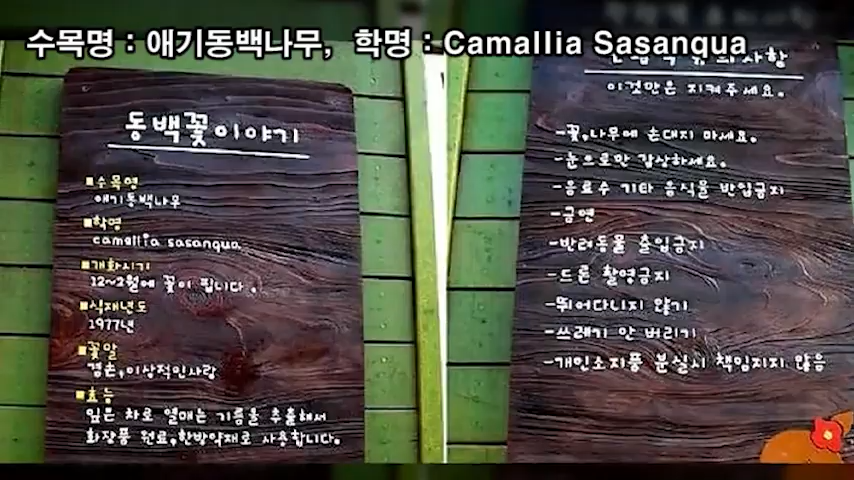 수목명 : 애기동백나무, 학명 : Camallia Sasanqua
동백꽃이야기
■수목명
애기동백나무
■학명
camallia sasanqua
■개화시기
12~2월에 꽃이 핍니다.
■식재년도
1977년
■꽃말
겸손,이상적인사랑
■효능
잎은 차로 열매는 기름을 추출해서
화장품 원료,한방약재로 사용합니다.
이것만은 지켜주세요.
-꽃,나무에 손대지 마세요.
-눈으로만 감상하세요.
-음료수 기타 음식물 반입금지
-금연
-반려동물 출입금지
-드론 촬영금지
-뛰어다니지 않기
-쓰레기 안 버리기
-개인소지품 분실시 책임지지 않음